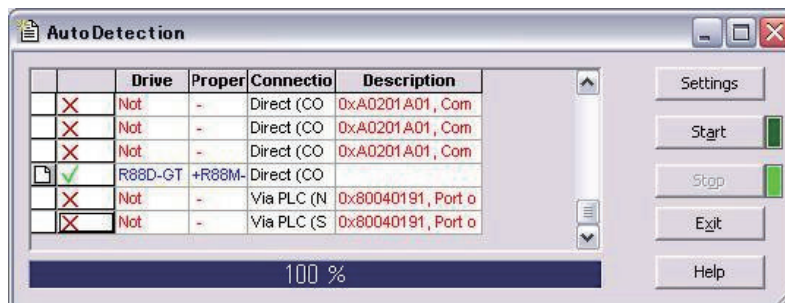 AutoDetection
Drive Proper Connectio Description
Not - Direct (CO 0xA0201A01, Com
Not - Direct (CO 0xA0201A01, Com
Not - Direct (CO 0xA0201A01, Com
R88D-GT +R88M- Direct (CO
Not - Via PLC (N 0x80040191, Port o
Not - Via PLC (S 0x80040191, Port o
100 %
Settings
Start
Stop
Exit
Help